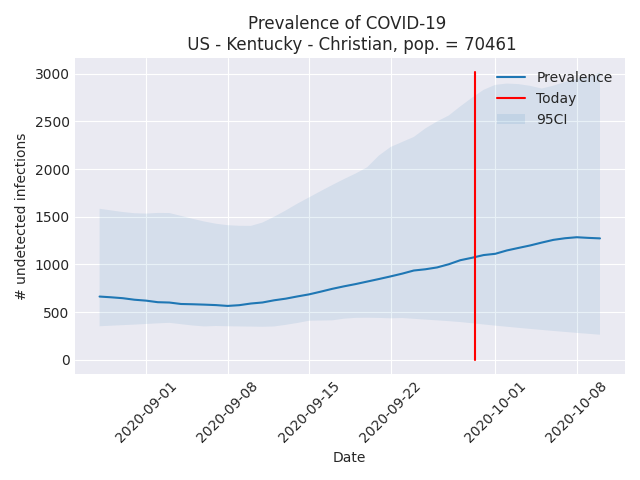 Prevalence of COVID-19
US - Kentucky - Christian, pop. = 70461
3000
2500
2000
1500
1000
500
0
# undetected infections
Prevalence
Today
95CI
2020-09-01
2020-09-08
2020-09-15
2020-09-22
2020-10-01
2020-10-08
Date